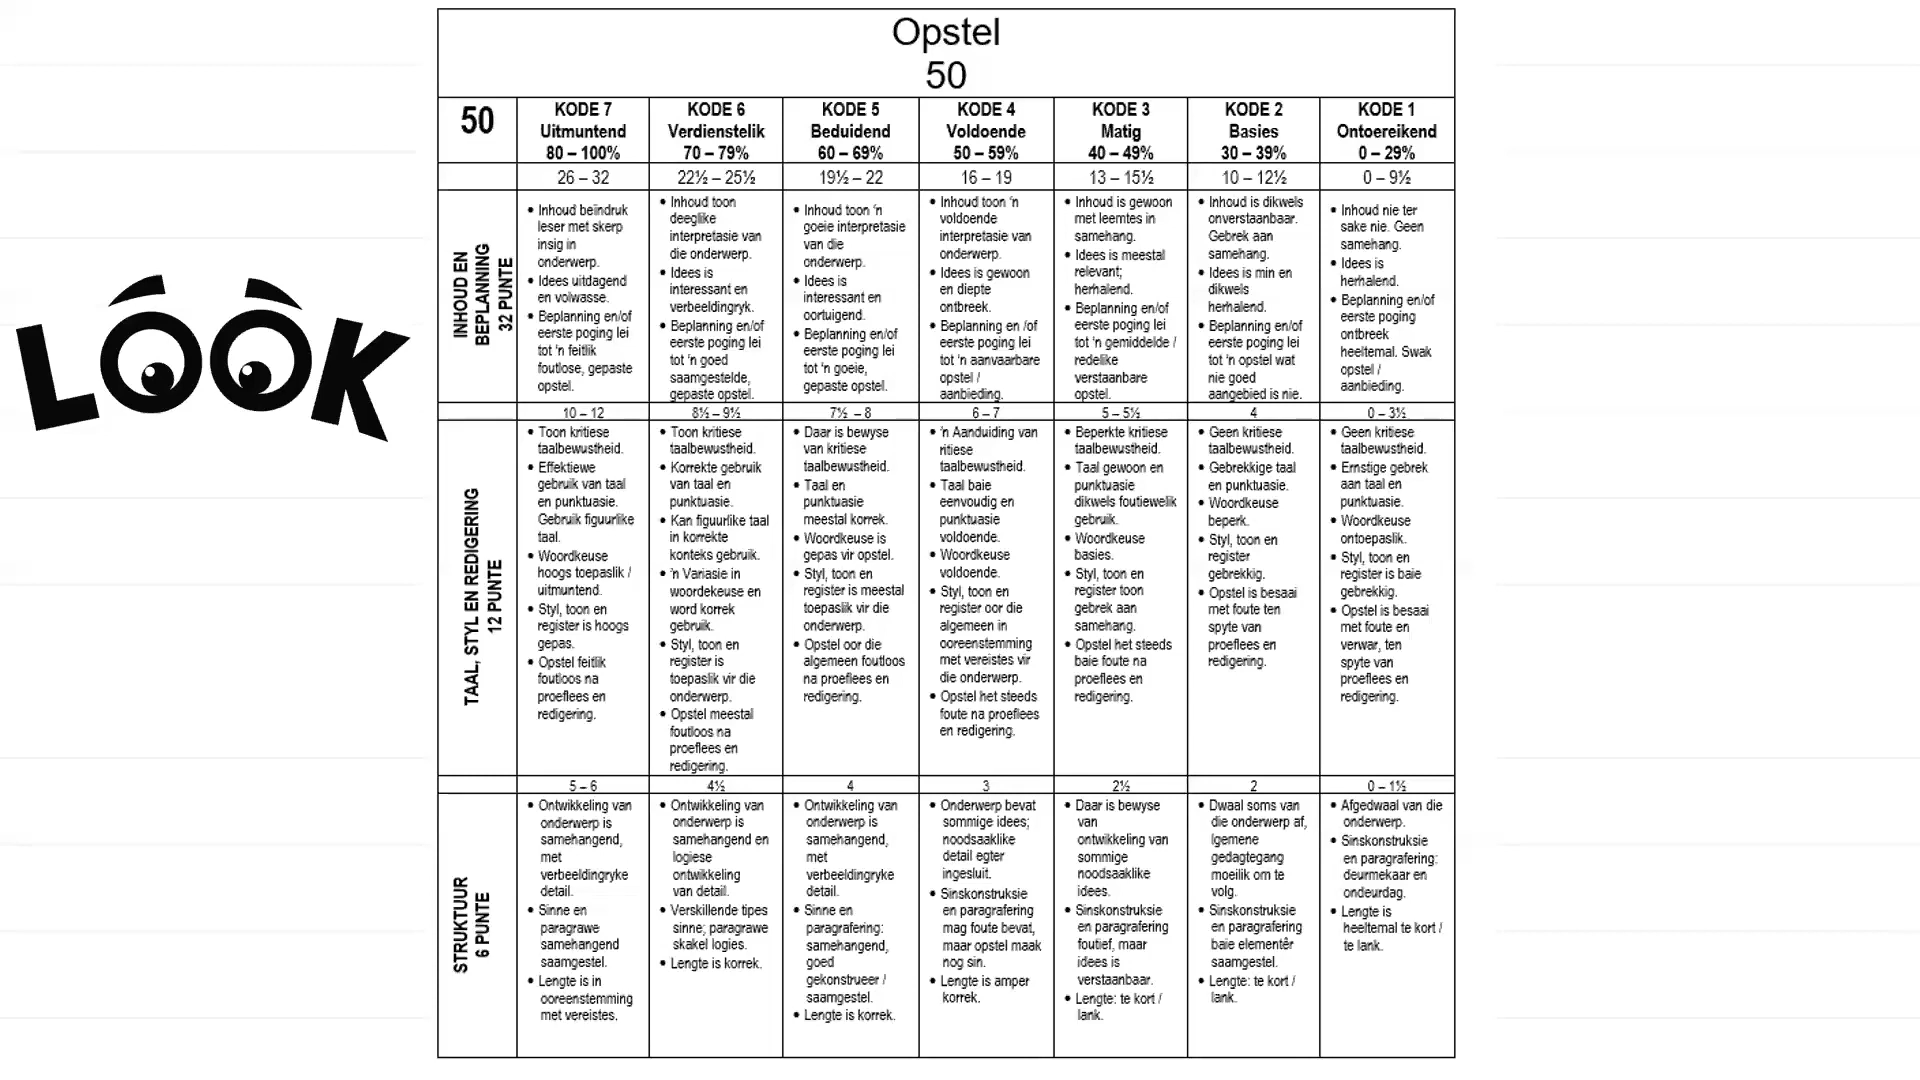 LOOK
Opstel
50
50
KODE 7
Uitmuntend
80 – 100%
KODE 6
Verdienstelik
70 – 79%
KODE 5
Beduidend
60 – 69%
KODE 4
Voldoende
50 – 59%
KODE 3
Matig
40 – 49%
KODE 2
Basies
30 – 39%
KODE 1
Ontoereikend
0 – 29%
26 – 32
22½ – 25½
19½ – 22
16 – 19
13 – 15½
10 – 12½
0 – 9½
INHOUD EN
BEPLANNING
32 PUNTE
• Inhoud beïndruk
leser met skerp
insig in
onderwerp.
• Idees uitdagend
en volwasse.
• Beplanning en/of
eerste poging lei
tot 'n feitlik
foutlose, gepaste
opstel.
• Inhoud toon
deeglike
interpretasie van
die onderwerp.
• Idees is
interessant en
verbeeldingryk.
• Beplanning en/of
eerste poging lei
tot 'n goed
saamgestelde,
gepaste opstel.
• Inhoud toon 'n
goeie interpretasie
van die
onderwerp.
• Idees is
interessant en
oortuigend.
• Beplanning en/of
eerste poging lei
tot 'n goeie,
gepaste opstel.
• Inhoud toon 'n
voldoende
interpretasie van
onderwerp.
• Idees is gewoon
en diepte
ontbreek.
• Beplanning en /of
eerste poging lei
tot 'n aanvaarbare
opstel /
aanbieding.
• Inhoud is gewoon
met leemtes in
samehang.
• Idees is meestal
relevant;
herhalend.
• Beplanning en/of
eerste poging lei
tot 'n gemiddelde /
redelike
verstaanbare
opstel.
• Inhoud is dikwels
onverstaanbaar.
Gebrek aan
samehang.
• Idees is min en
dikwels
herhalend.
• Beplanning en/of
eerste poging lei
tot 'n opstel wat
nie goed
aangebied is nie.
• Inhoud nie ter
sake nie. Geen
samehang.
• Idees is
herhalend.
• Beplanning en/of
eerste poging
ontbreek
heeltemal. Swak
opstel /
aanbieding.
10 – 12
8½ – 9½
7½ – 8
6 – 7
5 – 5½
4
0 – 3½
TAAL, STYL EN REDIGERING
12 PUNTE
• Toon kritiese
taalbewustheid.
• Effektiewe
gebruik van taal
en punktuasie.
Gebruik figuurlike
taal.
• Woordkeuse
hoogs toepaslik /
uitmuntend.
• Styl, toon en
register is hoogs
gepas.
• Opstel feitlik
foutloos na
proeflees en
redigering.
• Toon kritiese
taalbewustheid.
• Korrekte gebruik
van taal en
punktuasie.
• Kan figuurlike taal
in korrekte
konteks gebruik.
• 'n Variasie in
woordekeuse en
word korrek
gebruik.
• Styl, toon en
register is
toepaslik vir die
onderwerp.
• Opstel meestal
foutloos na
proeflees en
redigering.
• Daar is bewyse
van kritiese
taalbewustheid.
• Taal en
punktuasie
meestal korrek.
• Woordkeuse is
gepas vir opstel.
• Styl, toon en
register is meestal
toepaslik vir die
onderwerp.
• Opstel oor die
algemeen foutloos
na proeflees en
redigering.
• 'n Aanduiding van
ritiese
taalbewustheid.
• Taal baie
eenvoudig en
punktuasie
voldoende.
• Woordkeuse
voldoende.
• Styl, toon en
register oor die
algemeen in
ooreenstemming
met vereistes vir
die onderwerp.
• Opstel het steeds
foute na proeflees
en redigering.
• Beperkte kritiese
taalbewustheid.
• Taal gewoon en
punktuasie
dikwels foutiewelik
gebruik.
• Woordkeuse
basies.
• Styl, toon en
register toon
gebrek aan
samehang.
• Opstel het steeds
baie foute na
proeflees en
redigering.
• Geen kritiese
taalbewustheid.
• Gebrekkige taal
en punktuasie.
• Woordkeuse
beperk.
• Styl, toon en
register
gebrekkig.
• Opstel is besaai
met foute ten
spyte van
proeflees en
redigering.
• Geen kritiese
taalbewustheid.
• Ernstige gebrek
aan taal en
punktuasie.
• Woordkeuse
ontoepaslik.
• Styl, toon en
register is baie
gebrekkig.
• Opstel is besaai
met foute en
verwar, ten
spyte van
proeflees en
redigering.
5 – 6
4½
4
3
2½
2
0 – 1½
STRUKTUUR
6 PUNTE
• Ontwikkeling van
onderwerp is
samehangend,
met
verbeeldingryke
detail.
• Sinne en
paragrawe
samehangend
saamgestel.
• Lengte is in
ooreenstemming
met vereistes.
• Ontwikkeling van
onderwerp is
samehangend en
logiese
ontwikkeling
van detail.
• Verskillende tipes
sinne; paragrawe
skakel logies.
• Lengte is korrek.
• Ontwikkeling van
onderwerp is
samehangend,
met
verbeeldingryke
detail.
• Sinne en
paragrafering:
samehangend,
goed
gekonstrueer /
saamgestel.
• Lengte is korrek.
• Onderwerp bevat
sommige idees;
noodsaaklike
detail egter
ingesluit.
• Sinskonstruksie
en paragrafering
mag foute bevat,
maar opstel maak
nog sin.
• Lengte is amper
korrek.
• Daar is bewyse
van
ontwikkeling van
sommige
noodsaaklike
idees.
• Sinskonstruksie
en paragrafering
foutief, maar
idees is
verstaanbaar.
• Lengte: te kort /
lank.
• Dwaal soms van
die onderwerp af,
lgemene
gedagtegang
moeilik om te
volg.
• Sinskonstruksie
en paragrafering
baie elementêr
saamgestel.
• Lengte: te kort /
lank.
• Afgedwaal van die
onderwerp.
• Sinskonstruksie
en paragrafering:
deurmekaar en
ondeurdag.
• Lengte is
heeltemal te kort /
te lank.